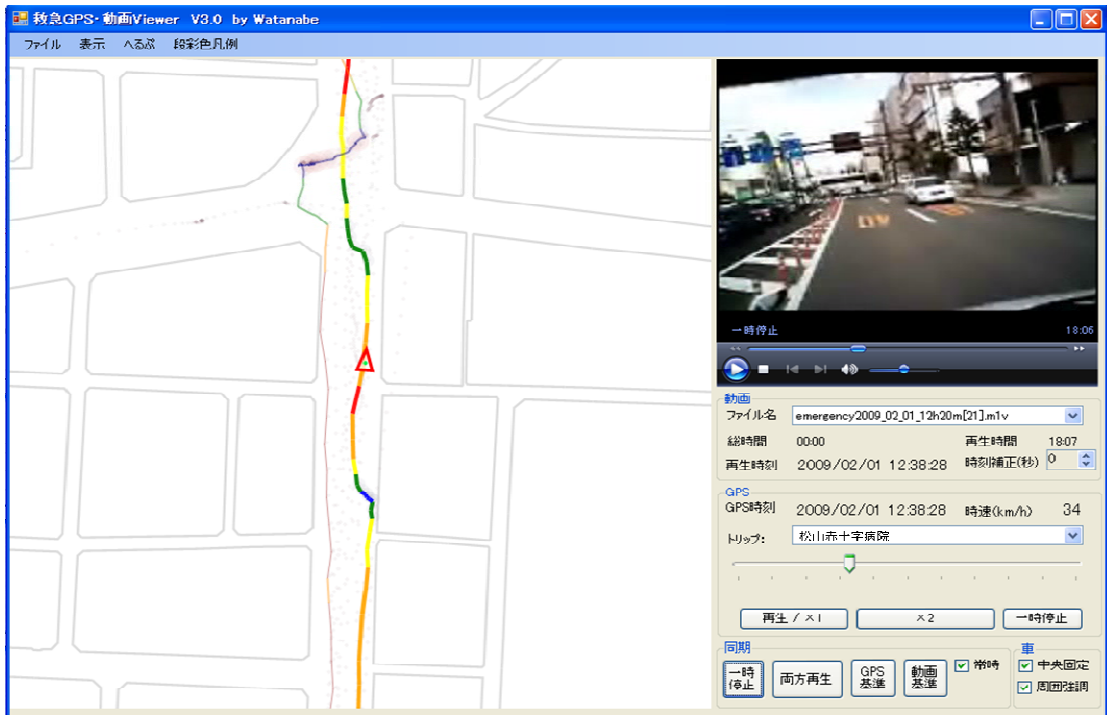 救急GPS・動画Viewer V3.0 by Watanabe
ファイル 表示 へるぷ 段彩色凡例
一時停止 18:06
動画
ファイル名 emergency2009_02_01_12h20m[21].m1v
総時間 00:00 再生時間 18:07
再生時刻 2009/02/01 12:38:28 時刻補正(秒) 0
GPS
GPS時刻 2009/02/01 12:38:28 時速(km/h) 34
トリップ: 松山赤十字病院
再生 / ×1 ×2 一時停止
同期
一時停止 両方再生 GPS基準 動画基準 常時
車
中央固定
周囲強調